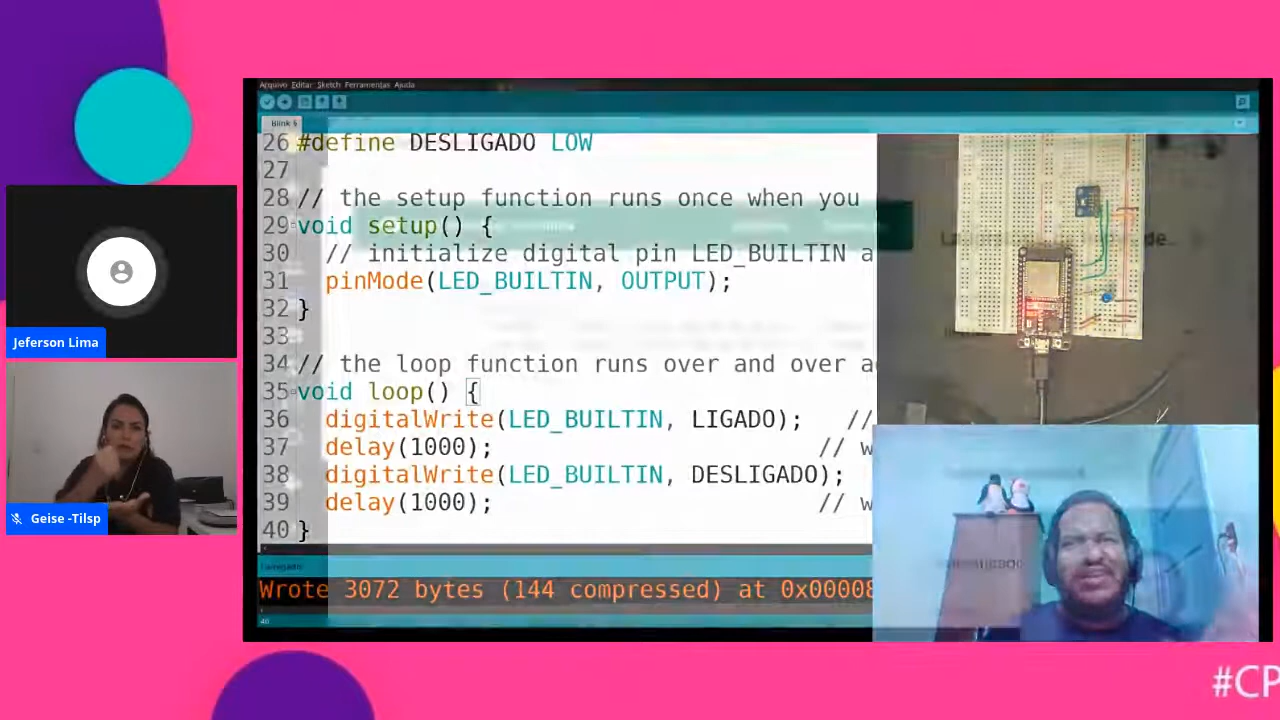 Arquivo Editar Sketch Ferramentas Ajuda
Blink §
26 #define DESLIGADO LOW
27
28 // the setup function runs once when you
29 void setup() {
30 // initialize digital pin LED_BUILTIN a
31 pinMode(LED_BUILTIN, OUTPUT);
32 }
33
34 // the loop function runs over and over a
35 void loop() {
36 digitalWrite(LED_BUILTIN, LIGADO); //
37 delay(1000); // w
38 digitalWrite(LED_BUILTIN, DESLIGADO);
39 delay(1000); // w
40 }
Carregado.
Wrote 3072 bytes (144 compressed) at 0x00008
40
Jeferson Lima
Geise -Tilsp
#CP